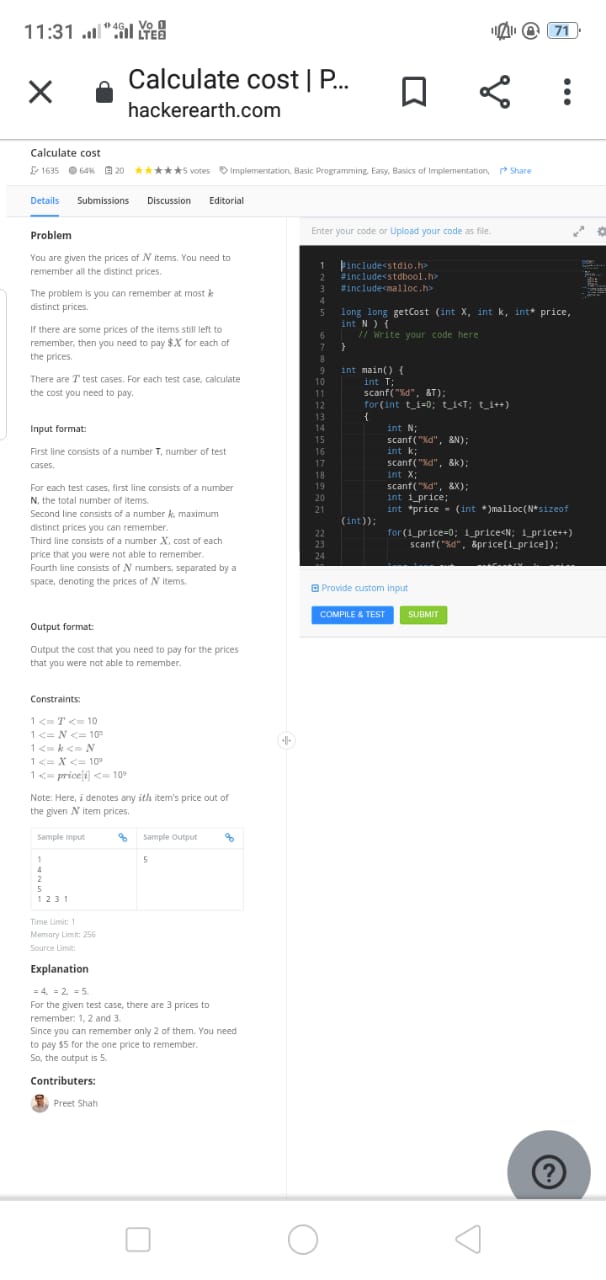 11:31 4G Vo LTE 71
Calculate cost | P...
hackerearth.com
Calculate cost
1635 64% 20 ★★★★★5 votes Implementation, Basic Programming, Easy, Basics of Implementation, Share
Details Submissions Discussion Editorial
Problem
You are given the prices of N items. You need to
remember all the distinct prices.
The problem is you can remember at most k
distinct prices.
If there are some prices of the items still left to
remember, then you need to pay $X for each of
the prices.
There are T test cases. For each test case, calculate
the cost you need to pay.
Input format:
First line consists of a number T, number of test
cases.
For each test cases, first line consists of a number
N, the total number of items.
Second line consists of a number k, maximum
distinct prices you can remember.
Third line consists of a number X, cost of each
price that you were not able to remember.
Fourth line consists of N numbers, separated by a
space, denoting the prices of N items.
Output format:
Output the cost that you need to pay for the prices
that you were not able to remember.
Constraints:
1 <= T <= 10
1 <= N <= 10⁵
1 <= k <= N
1 <= X <= 10⁹
1 <= price[i] <= 10⁹
Note: Here, i denotes any ith item's price out of
the given N item prices.
Sample Input Sample Output
1 5
4
2
5
1 2 3 1
Time Limit: 1
Memory Limit: 256
Source Limit:
Explanation
= 4, = 2, = 5.
For the given test case, there are 3 prices to
remember: 1, 2 and 3.
Since you can remember only 2 of them. You need
to pay $5 for the one price to remember.
So, the output is 5.
Contributers:
Preet Shah
Enter your code or Upload your code as file.
1 #include<stdio.h>
2 #include<stdbool.h>
3 #include<malloc.h>
4
5 long long getCost (int X, int k, int* price,
int N ) {
6 // Write your code here
7 }
8
9 int main() {
10 int T;
11 scanf("%d", &T);
12 for(int t_i=0; t_i<T; t_i++)
13 {
14 int N;
15 scanf("%d", &N);
16 int k;
17 scanf("%d", &k);
18 int X;
19 scanf("%d", &X);
20 int i_price;
21 int *price = (int *)malloc(N*sizeof
(int));
22 for(i_price=0; i_price<N; i_price++)
23 scanf("%d", &price[i_price]);
24
Provide custom input
COMPILE & TEST SUBMIT
?